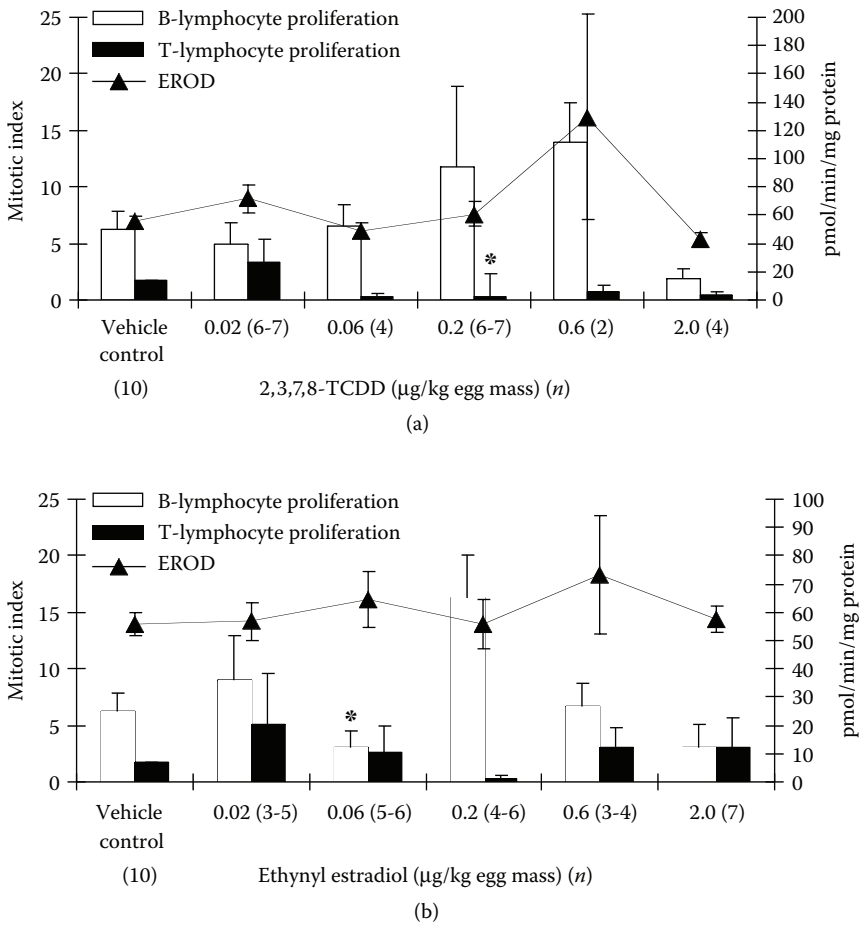 25
20
15
10
5
0
Mitotic index
B-lymphocyte proliferation
T-lymphocyte proliferation
EROD
*
200
180
160
140
120
100
80
60
40
20
0
pmol/min/mg protein
Vehicle control 0.02 (6-7) 0.06 (4) 0.2 (6-7) 0.6 (2) 2.0 (4)
(10) 2,3,7,8-TCDD (µg/kg egg mass) (n)
(a)
25
20
15
10
5
0
Mitotic index
B-lymphocyte proliferation
T-lymphocyte proliferation
EROD
*
100
90
80
70
60
50
40
30
20
10
0
pmol/min/mg protein
Vehicle control 0.02 (3-5) 0.06 (5-6) 0.2 (4-6) 0.6 (3-4) 2.0 (7)
(10) Ethynyl estradiol (µg/kg egg mass) (n)
(b)